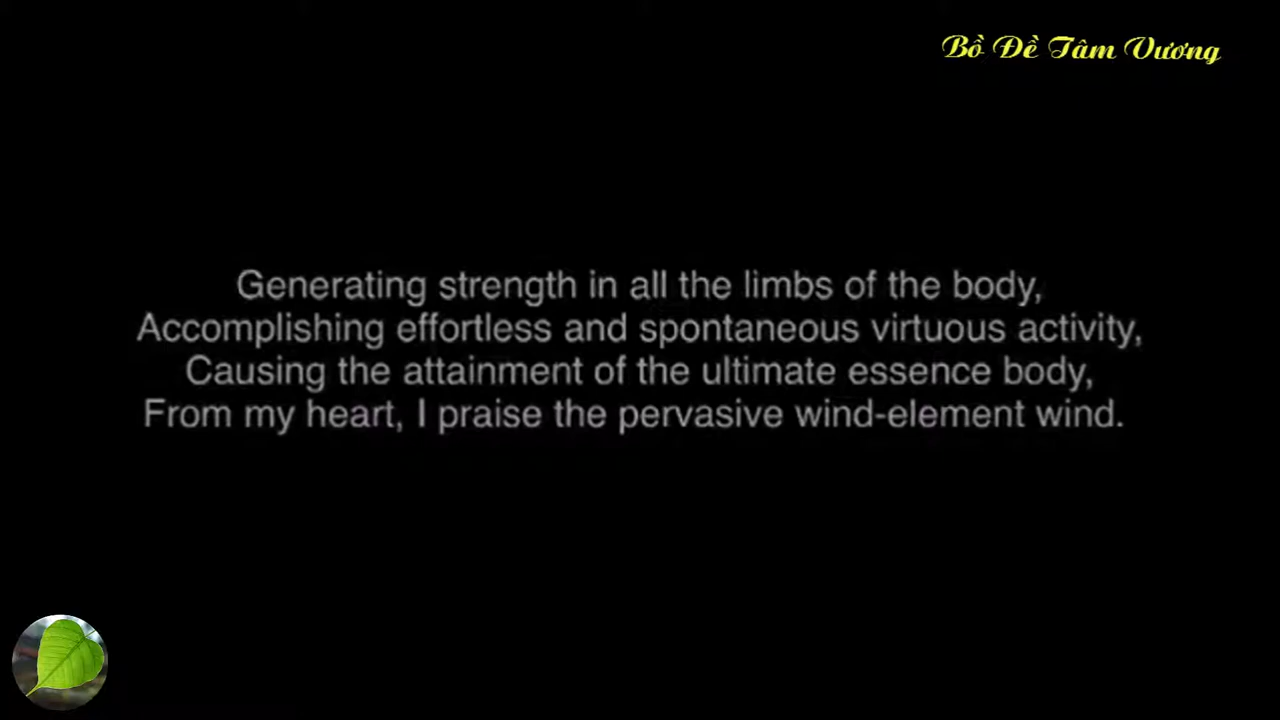 Bồ Đề Tâm Vương
Generating strength in all the limbs of the body,
Accomplishing effortless and spontaneous virtuous activity,
Causing the attainment of the ultimate essence body,
From my heart, I praise the pervasive wind-element wind.